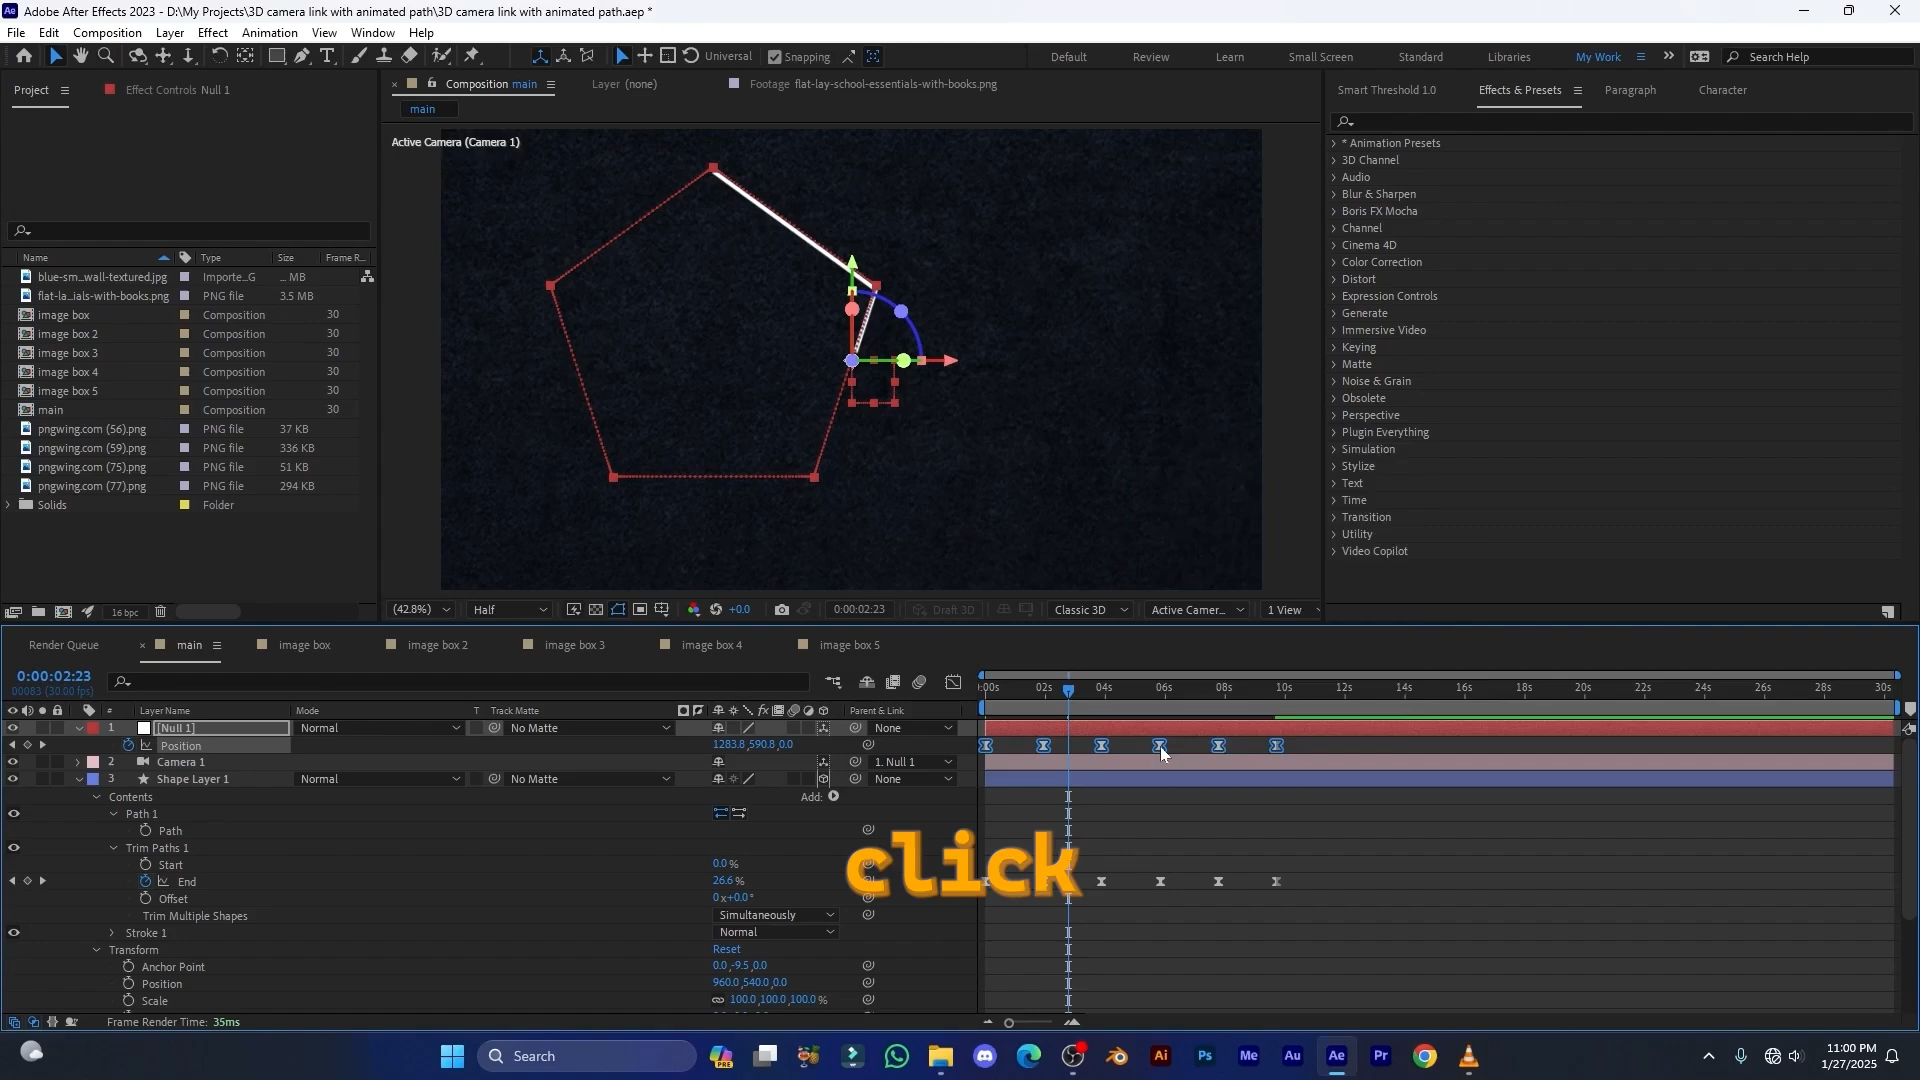 Adobe After Effects 2023 - D:\My Projects\3D camera link with animated path\3D camera link with animated path.aep *
File Edit Composition Layer Effect Animation View Window Help
Universal Snapping Default Review Learn Small Screen Standard Libraries My Work Search Help
Project Effect Controls Null 1
Composition main Layer (none) Footage flat-lay-school-essentials-with-books.png
Smart Threshold 1.0 Effects & Presets Paragraph Character
main
Active Camera (Camera 1)
Name Type Size Frame R...
blue-sm...wall-textured.jpg Importe...G ... MB
flat-la...ials-with-books.png PNG file 3.5 MB
image box Composition 30
image box 2 Composition 30
image box 3 Composition 30
image box 4 Composition 30
image box 5 Composition 30
main Composition 30
pngwing.com (56).png PNG file 37 KB
pngwing.com (59).png PNG file 336 KB
pngwing.com (75).png PNG file 51 KB
pngwing.com (77).png PNG file 294 KB
Solids Folder
* Animation Presets
3D Channel
Audio
Blur & Sharpen
Boris FX Mocha
Channel
Cinema 4D
Color Correction
Distort
Expression Controls
Generate
Immersive Video
Keying
Matte
Noise & Grain
Obsolete
Perspective
Plugin Everything
Simulation
Stylize
Text
Time
Transition
Utility
Video Copilot
16 bpc
(42.8%) Half +0.0 0:00:02:23 Draft 3D Classic 3D Active Camer... 1 View
Render Queue main image box image box 2 image box 3 image box 4 image box 5
0:00:02:23
00083 (30.00 fps)
:00s 02s 04s 06s 08s 10s 12s 14s 16s 18s 20s 22s 24s 26s 28s 30s
# Layer Name Mode T Track Matte Parent & Link
1 [Null 1] Normal No Matte None
Position 1283.8,590.8,0.0
2 Camera 1 1. Null 1
3 Shape Layer 1 Normal No Matte None
Contents Add:
Path 1
Path
Trim Paths 1
Start 0.0 %
End 26.6 %
Offset 0x+0.0°
Trim Multiple Shapes Simultaneously
Stroke 1 Normal
Transform Reset
Anchor Point 0.0,-9.5,0.0
Position 960.0,540.0,0.0
Scale 100.0,100.0,100.0 %
click
Frame Render Time: 35ms
Search
PRE
Ai Ps Me Au Ae Pr
11:00 PM
1/27/2025